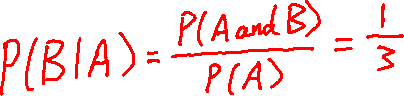 P(B|A) = P(A and B) / P(A) = 1/3